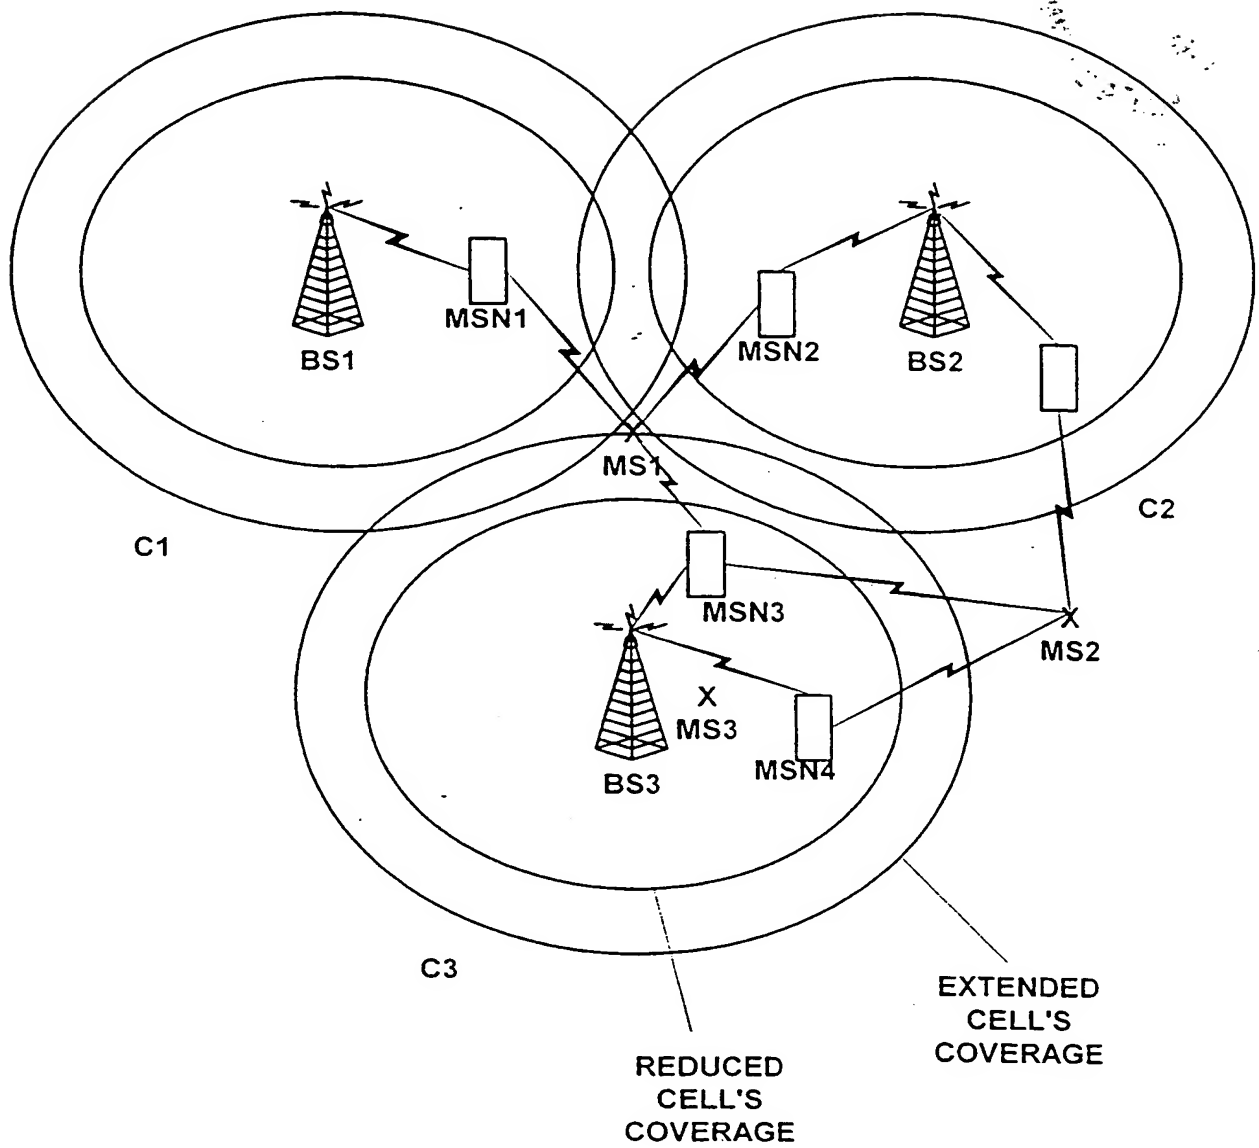 MSN1
MSN2
BS1
BS2
MS1
C2
C1
MSN3
MS2
MS3
MSN4
BS3
C3
EXTENDED
CELL'S
COVERAGE
REDUCED
CELL'S
COVERAGE